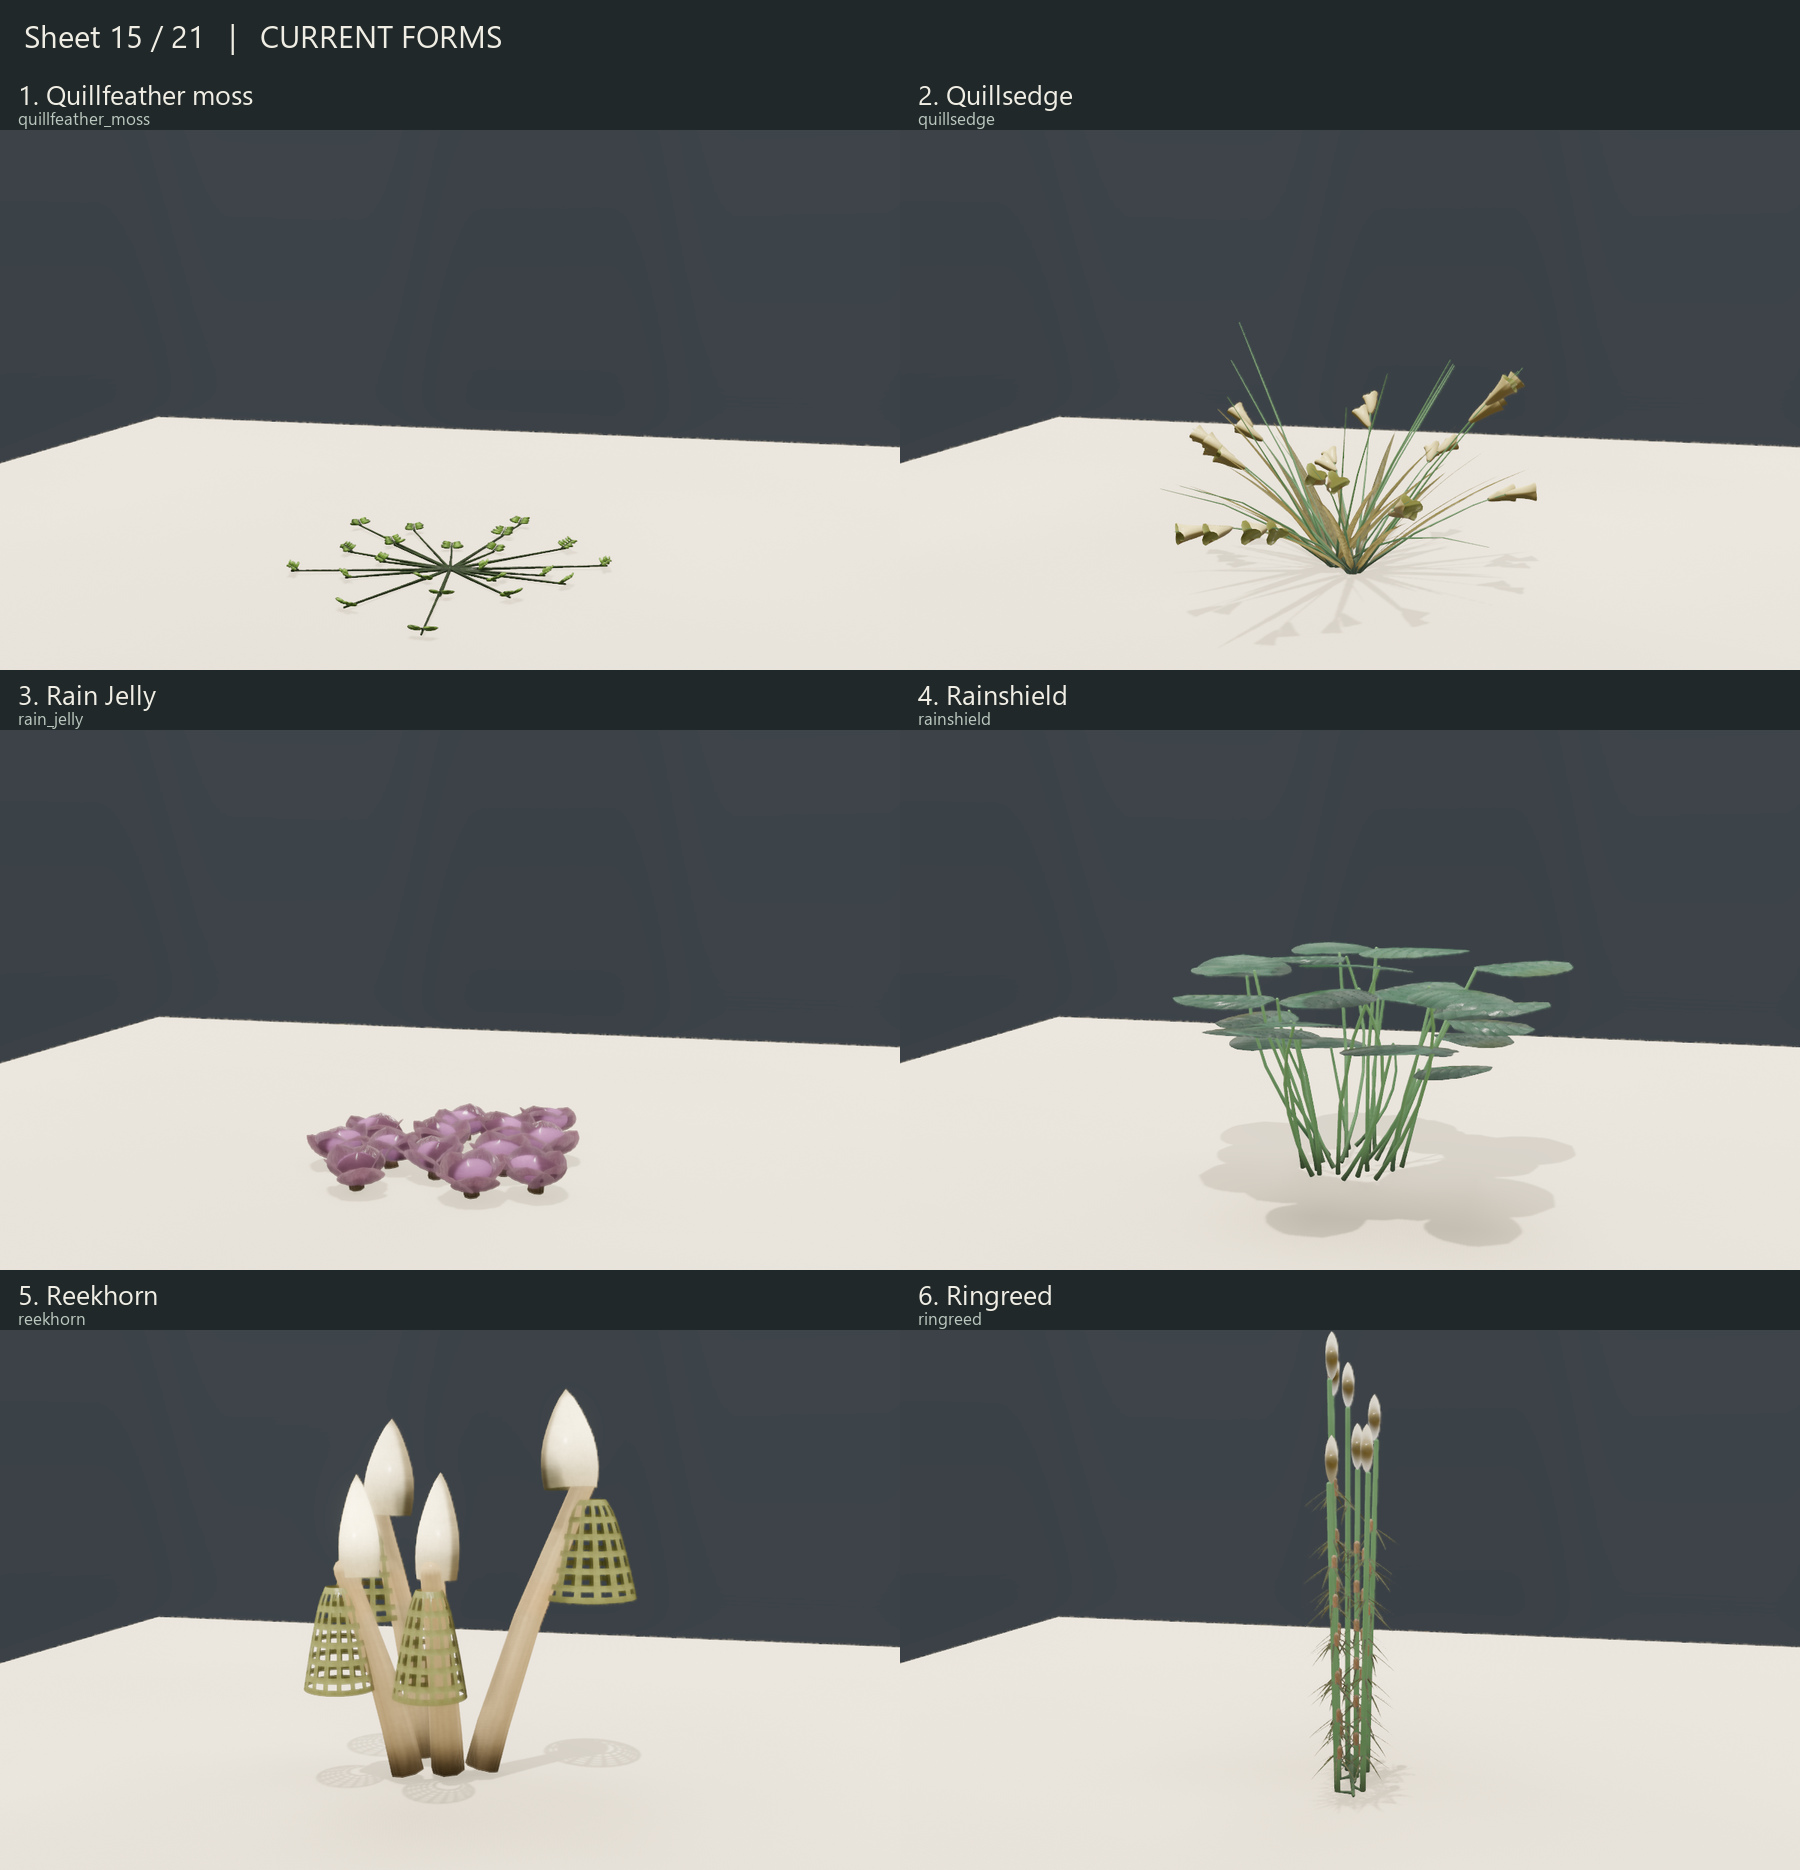 Sheet 15 / 21 | CURRENT FORMS
1. Quillfeather moss
quillfeather_moss
2. Quillsedge
quillsedge
3. Rain Jelly
rain_jelly
4. Rainshield
rainshield
5. Reekhorn
reekhorn
6. Ringreed
ringreed